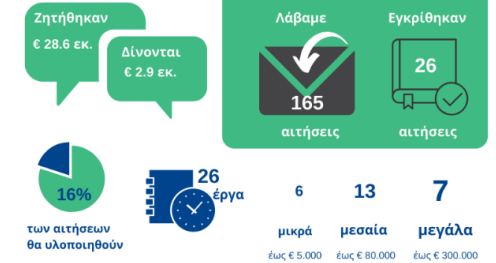 Ζητήθηκαν
€ 28.6 εκ.
Δίνονται
€ 2.9 εκ.
Λάβαμε
165
αιτήσεις
Εγκρίθηκαν
26
αιτήσεις
16%
των αιτήσεων
θα υλοποιηθούν
26
έργα
6
μικρά
έως € 5.000
13
μεσαία
έως € 80.000
7
μεγάλα
έως € 300.000